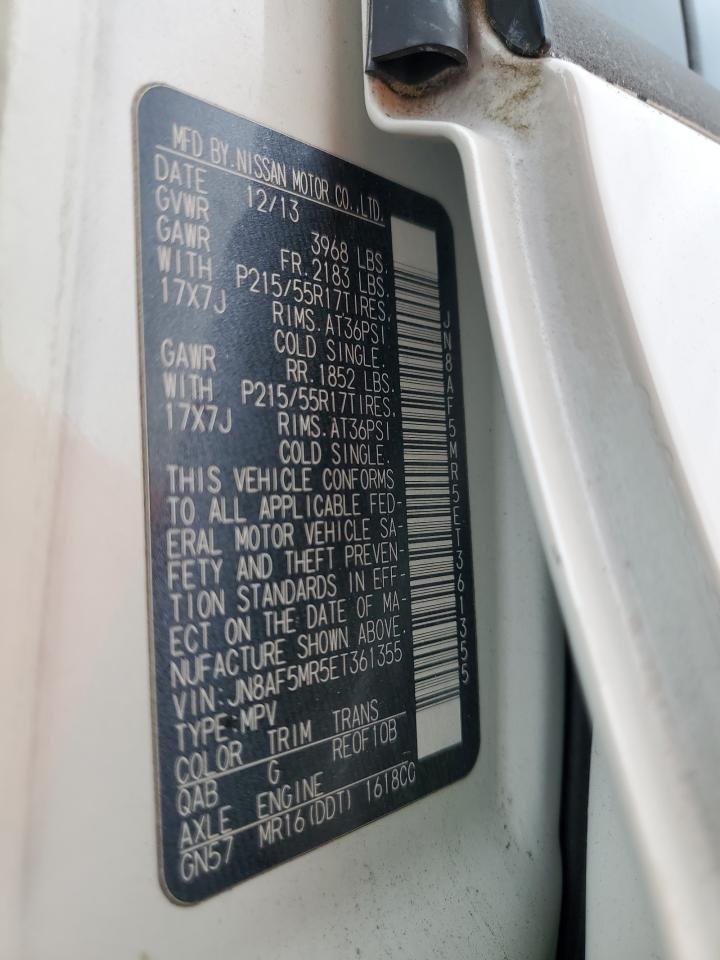 MFD BY.NISSAN MOTOR CO.,LTD.
DATE 12/13
GVWR 3968 LBS.
GAWR FR.2183 LBS.
WITH P215/55R17TIRES,
17X7J RIMS.AT36PSI
COLD SINGLE.
GAWR RR.1852 LBS.
WITH P215/55R17TIRES,
17X7J RIMS.AT36PSI
COLD SINGLE.
THIS VEHICLE CONFORMS
TO ALL APPLICABLE FED-
ERAL MOTOR VEHICLE SA-
FETY AND THEFT PREVEN-
TION STANDARDS IN EFF-
ECT ON THE DATE OF MA-
NUFACTURE SHOWN ABOVE.
VIN:JN8AF5MR5ET361355
TYPE:MPV
COLOR TRIM TRANS
QAB G REOF10B
AXLE ENGINE
GN57 MR16(DDT) 1618CC
JN8AF5MR5ET361355